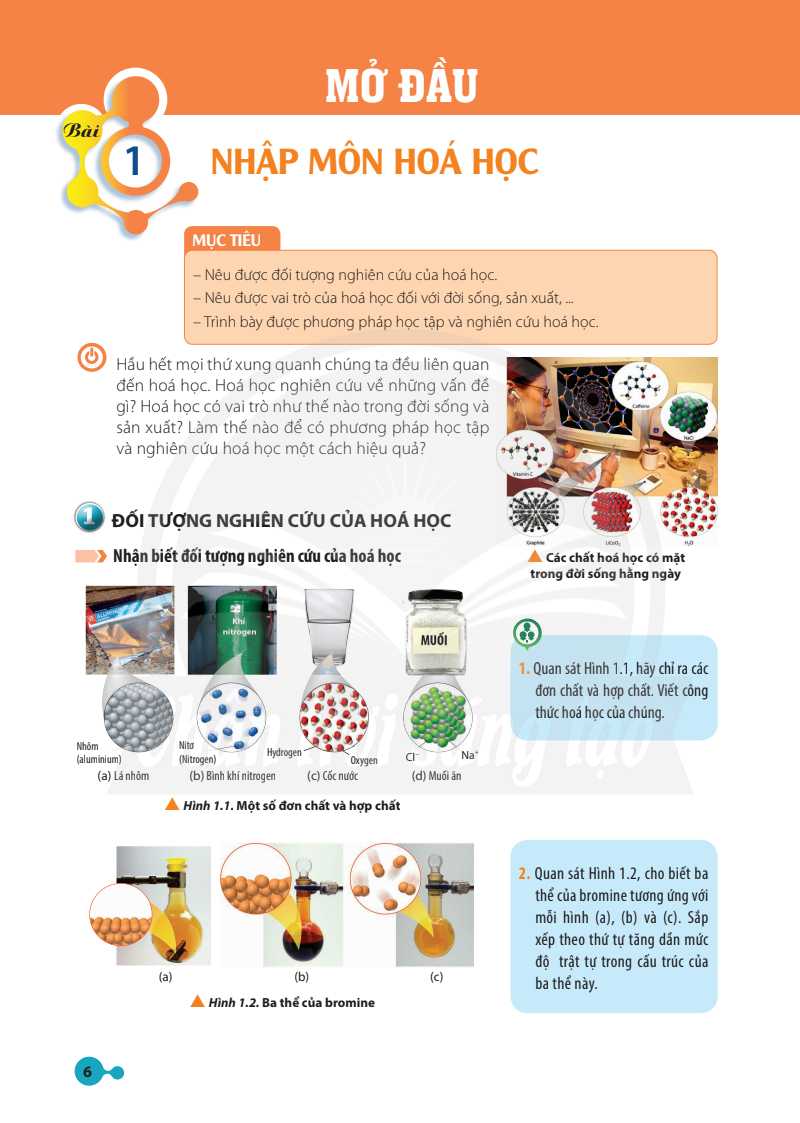 MỞ ĐẦU
Bài
1
NHẬP MÔN HOÁ HỌC
MỤC TIÊU
– Nêu được đối tượng nghiên cứu của hoá học.
– Nêu được vai trò của hoá học đối với đời sống, sản xuất, ...
– Trình bày được phương pháp học tập và nghiên cứu hoá học.
Hầu hết mọi thứ xung quanh chúng ta đều liên quan
đến hoá học. Hoá học nghiên cứu về những vấn đề
gì? Hoá học có vai trò như thế nào trong đời sống và
sản xuất? Làm thế nào để có phương pháp học tập
và nghiên cứu hoá học một cách hiệu quả?
Caffeine
NaCl
Vitamin C
Graphite
LiCoO₂
H₂O
Các chất hoá học có mặt
trong đời sống hằng ngày
1
ĐỐI TƯỢNG NGHIÊN CỨU CỦA HOÁ HỌC
Nhận biết đối tượng nghiên cứu của hoá học
Khí
nitrogen
MUỐI
Nhôm
(aluminium)
Nitơ
(Nitrogen)
Hydrogen
Oxygen
Cl⁻
Na⁺
(a) Lá nhôm
(b) Bình khí nitrogen
(c) Cốc nước
(d) Muối ăn
Hình 1.1. Một số đơn chất và hợp chất
1. Quan sát Hình 1.1, hãy chỉ ra các
đơn chất và hợp chất. Viết công
thức hoá học của chúng.
(a)
(b)
(c)
Hình 1.2. Ba thể của bromine
2. Quan sát Hình 1.2, cho biết ba
thể của bromine tương ứng với
mỗi hình (a), (b) và (c). Sắp
xếp theo thứ tự tăng dần mức
độ trật tự trong cấu trúc của
ba thể này.
Chân trời sáng tạo
6